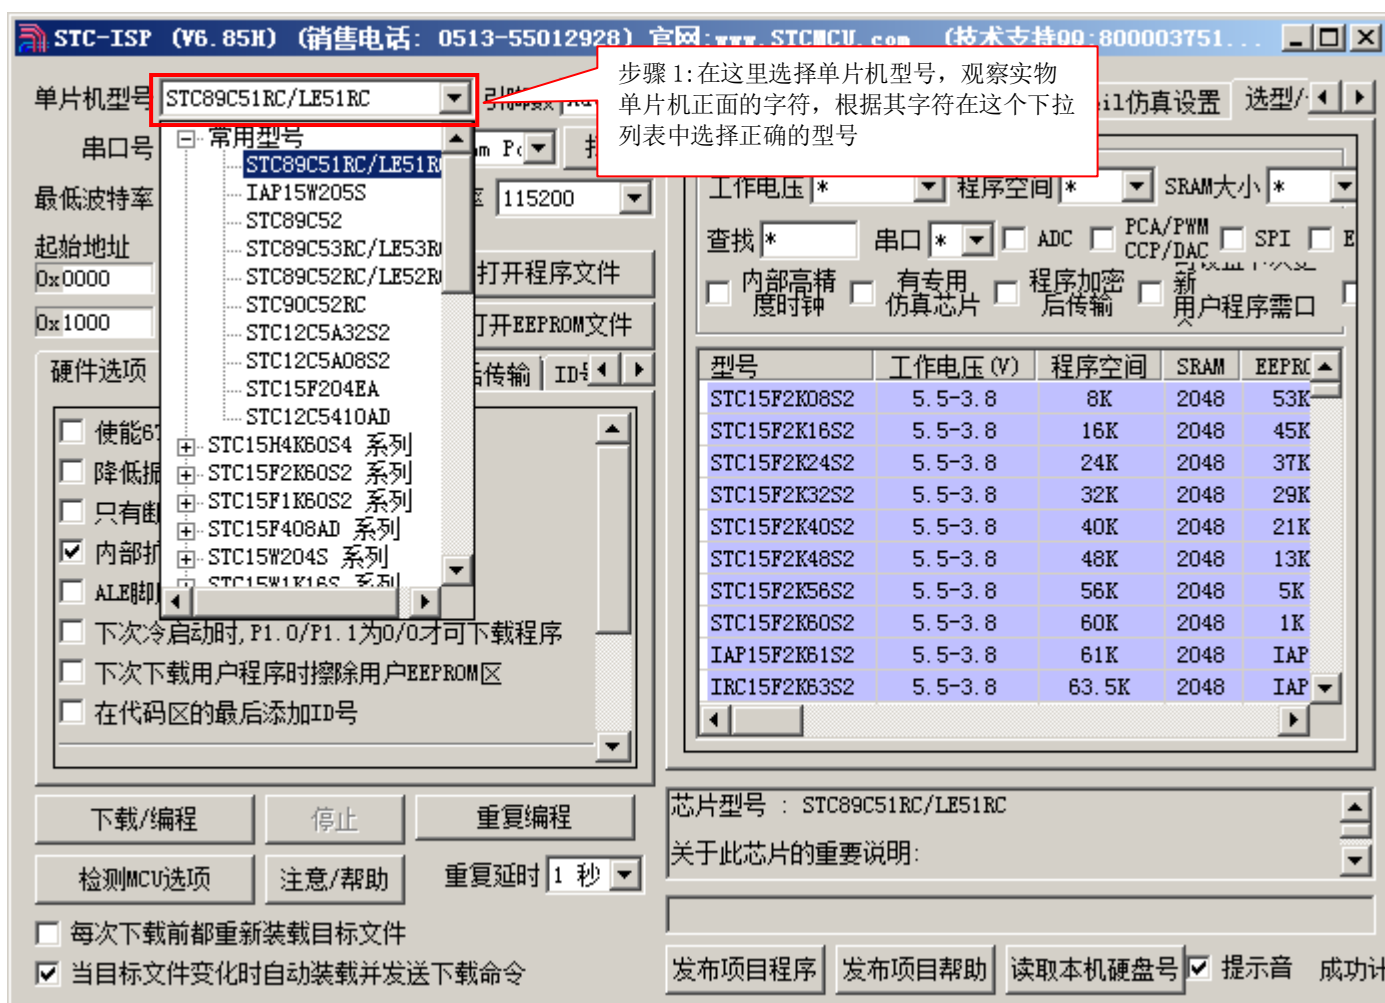 STC-ISP (V6.85H) (销售电话: 0513-55012928) 官网:www.STCMCU.com (技术支持QQ:800003751...
步骤1:在这里选择单片机型号，观察实物
单片机正面的字符，根据其字符在这个下拉
列表中选择正确的型号
单片机型号 STC89C51RC/LE51RC
仿真设置 选型/
串口号
最低波特率 115200
起始地址
0x0000 打开程序文件
0x1000 打开EEPROM文件
常用型号
STC89C51RC/LE51R
IAP15W205S
STC89C52
STC89C53RC/LE53R
STC89C52RC/LE52R
STC90C52RC
STC12C5A32S2
STC12C5A08S2
STC15F204EA
STC12C5410AD
STC15H4K60S4 系列
STC15F2K60S2 系列
STC15F1K60S2 系列
STC15F408AD 系列
STC15W204S 系列
STC15W1K16S 系列
硬件选项 传输 ID
使能6
降低振
只有断
内部扩
ALE脚
下次冷启动时,P1.0/P1.1为0/0才可下载程序
下次下载用户程序时擦除用户EEPROM区
在代码区的最后添加ID号
工作电压 * 程序空间 * SRAM大小 *
查找 * 串口 * ADC PCA/PWM CCP/DAC SPI E
内部高精度时钟 有专用仿真芯片 程序加密后传输 新用户程序需口
型号 工作电压(V) 程序空间 SRAM EEPRO
STC15F2K08S2 5.5-3.8 8K 2048 53K
STC15F2K16S2 5.5-3.8 16K 2048 45K
STC15F2K24S2 5.5-3.8 24K 2048 37K
STC15F2K32S2 5.5-3.8 32K 2048 29K
STC15F2K40S2 5.5-3.8 40K 2048 21K
STC15F2K48S2 5.5-3.8 48K 2048 13K
STC15F2K56S2 5.5-3.8 56K 2048 5K
STC15F2K60S2 5.5-3.8 60K 2048 1K
IAP15F2K61S2 5.5-3.8 61K 2048 IAP
IRC15F2K63S2 5.5-3.8 63.5K 2048 IAP
下载/编程 停止 重复编程
检测MCU选项 注意/帮助 重复延时 1 秒
每次下载前都重新装载目标文件
当目标文件变化时自动装载并发送下载命令
芯片型号 : STC89C51RC/LE51RC
关于此芯片的重要说明:
发布项目程序 发布项目帮助 读取本机硬盘号 提示音 成功计